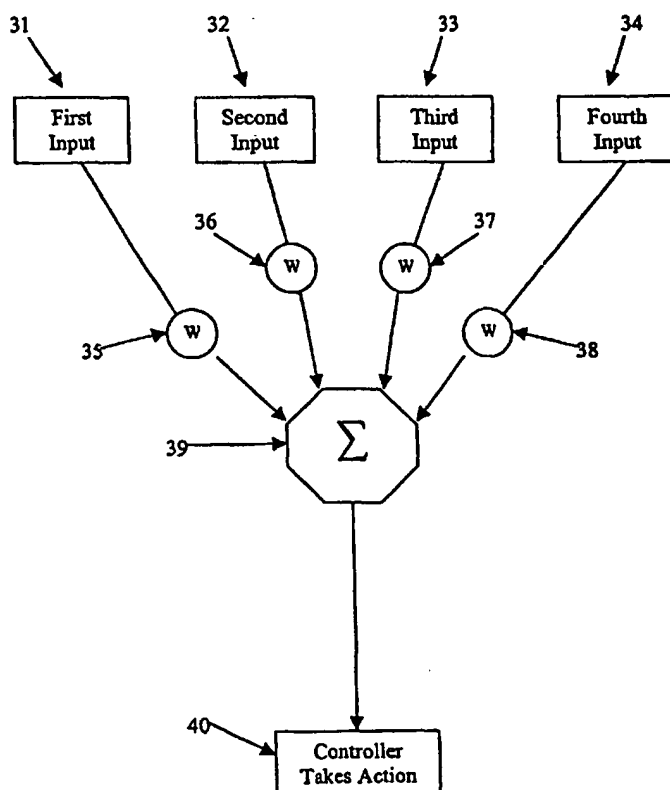 31
32
33
34
First
Input
Second
Input
Third
Input
Fourth
Input
36
37
W
W
35
W
W
38
39
Σ
40
Controller
Takes Action